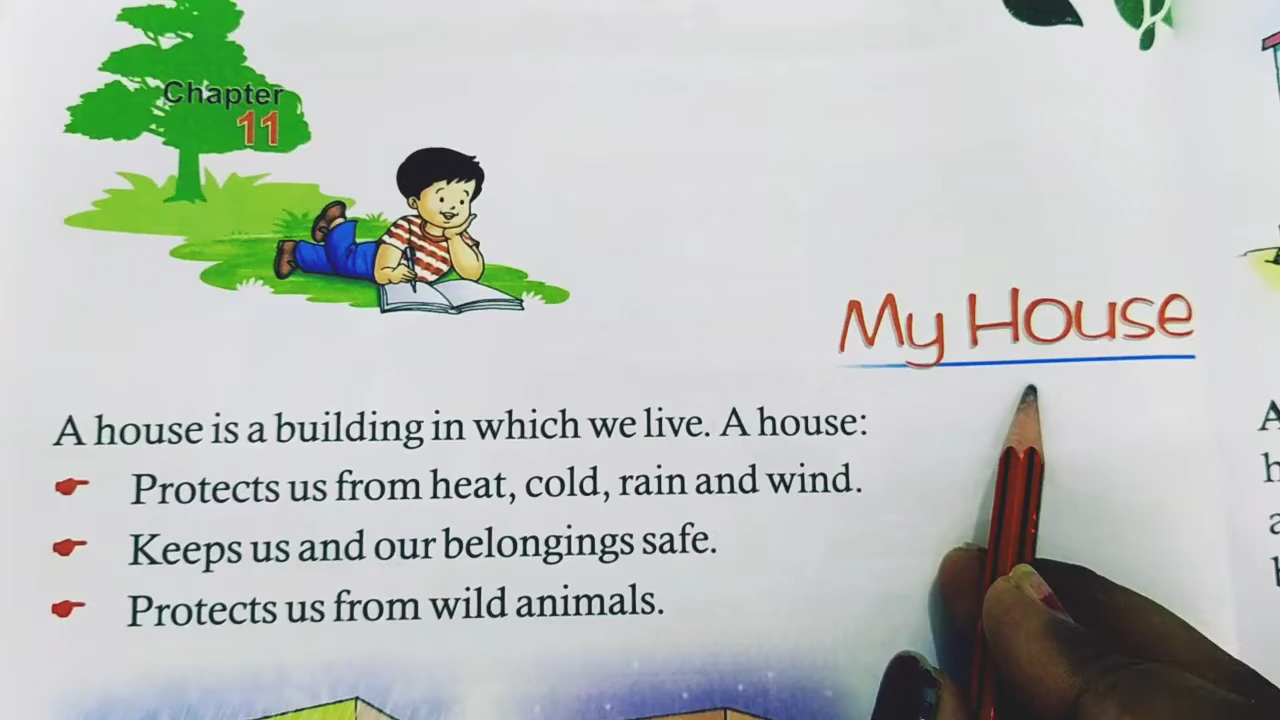 Chapter
11
My House
A house is a building in which we live. A house:
Protects us from heat, cold, rain and wind.
Keeps us and our belongings safe.
Protects us from wild animals.